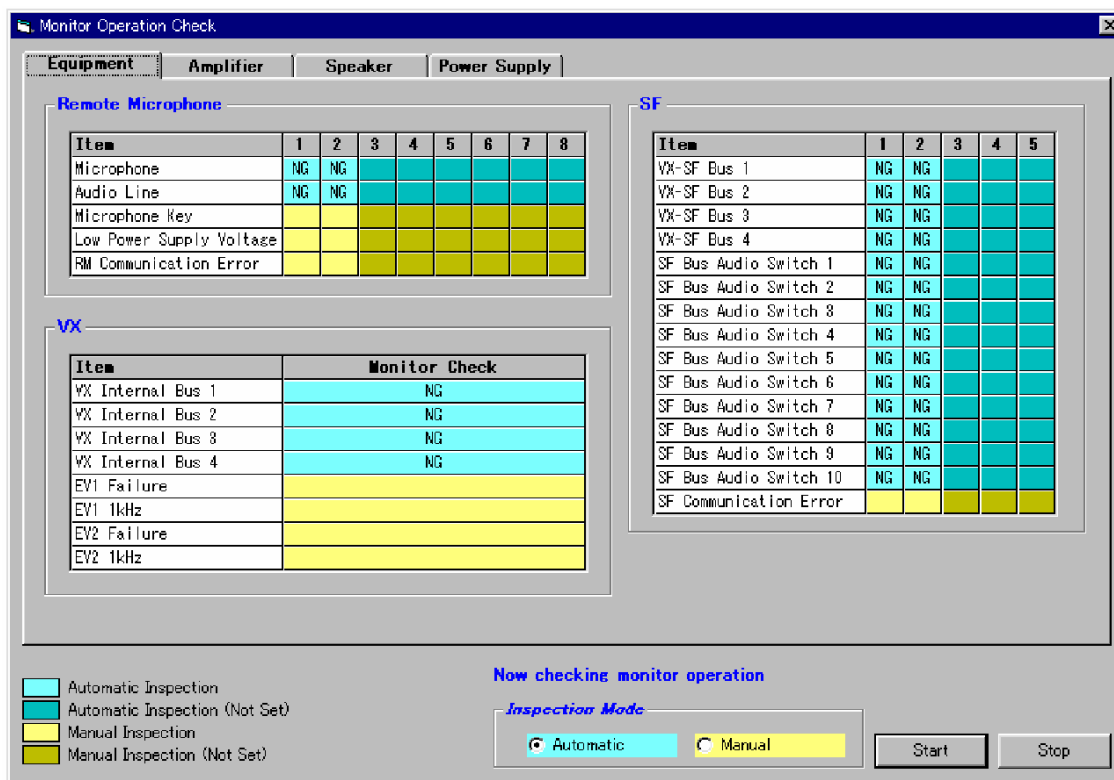 Monitor Operation Check
Equipment Amplifier Speaker Power Supply
Remote Microphone
Item 1 2 3 4 5 6 7 8
Microphone NG NG
Audio Line NG NG
Microphone Key
Low Power Supply Voltage
RM Communication Error
VX
Item Monitor Check
VX Internal Bus 1 NG
VX Internal Bus 2 NG
VX Internal Bus 3 NG
VX Internal Bus 4 NG
EV1 Failure
EV1 1kHz
EV2 Failure
EV2 1kHz
SF
Item 1 2 3 4 5
VX-SF Bus 1 NG NG
VX-SF Bus 2 NG NG
VX-SF Bus 3 NG NG
VX-SF Bus 4 NG NG
SF Bus Audio Switch 1 NG NG
SF Bus Audio Switch 2 NG NG
SF Bus Audio Switch 3 NG NG
SF Bus Audio Switch 4 NG NG
SF Bus Audio Switch 5 NG NG
SF Bus Audio Switch 6 NG NG
SF Bus Audio Switch 7 NG NG
SF Bus Audio Switch 8 NG NG
SF Bus Audio Switch 9 NG NG
SF Bus Audio Switch 10 NG NG
SF Communication Error
Automatic Inspection
Automatic Inspection (Not Set)
Manual Inspection
Manual Inspection (Not Set)
Now checking monitor operation
Inspection Mode
Automatic Manual
Start Stop